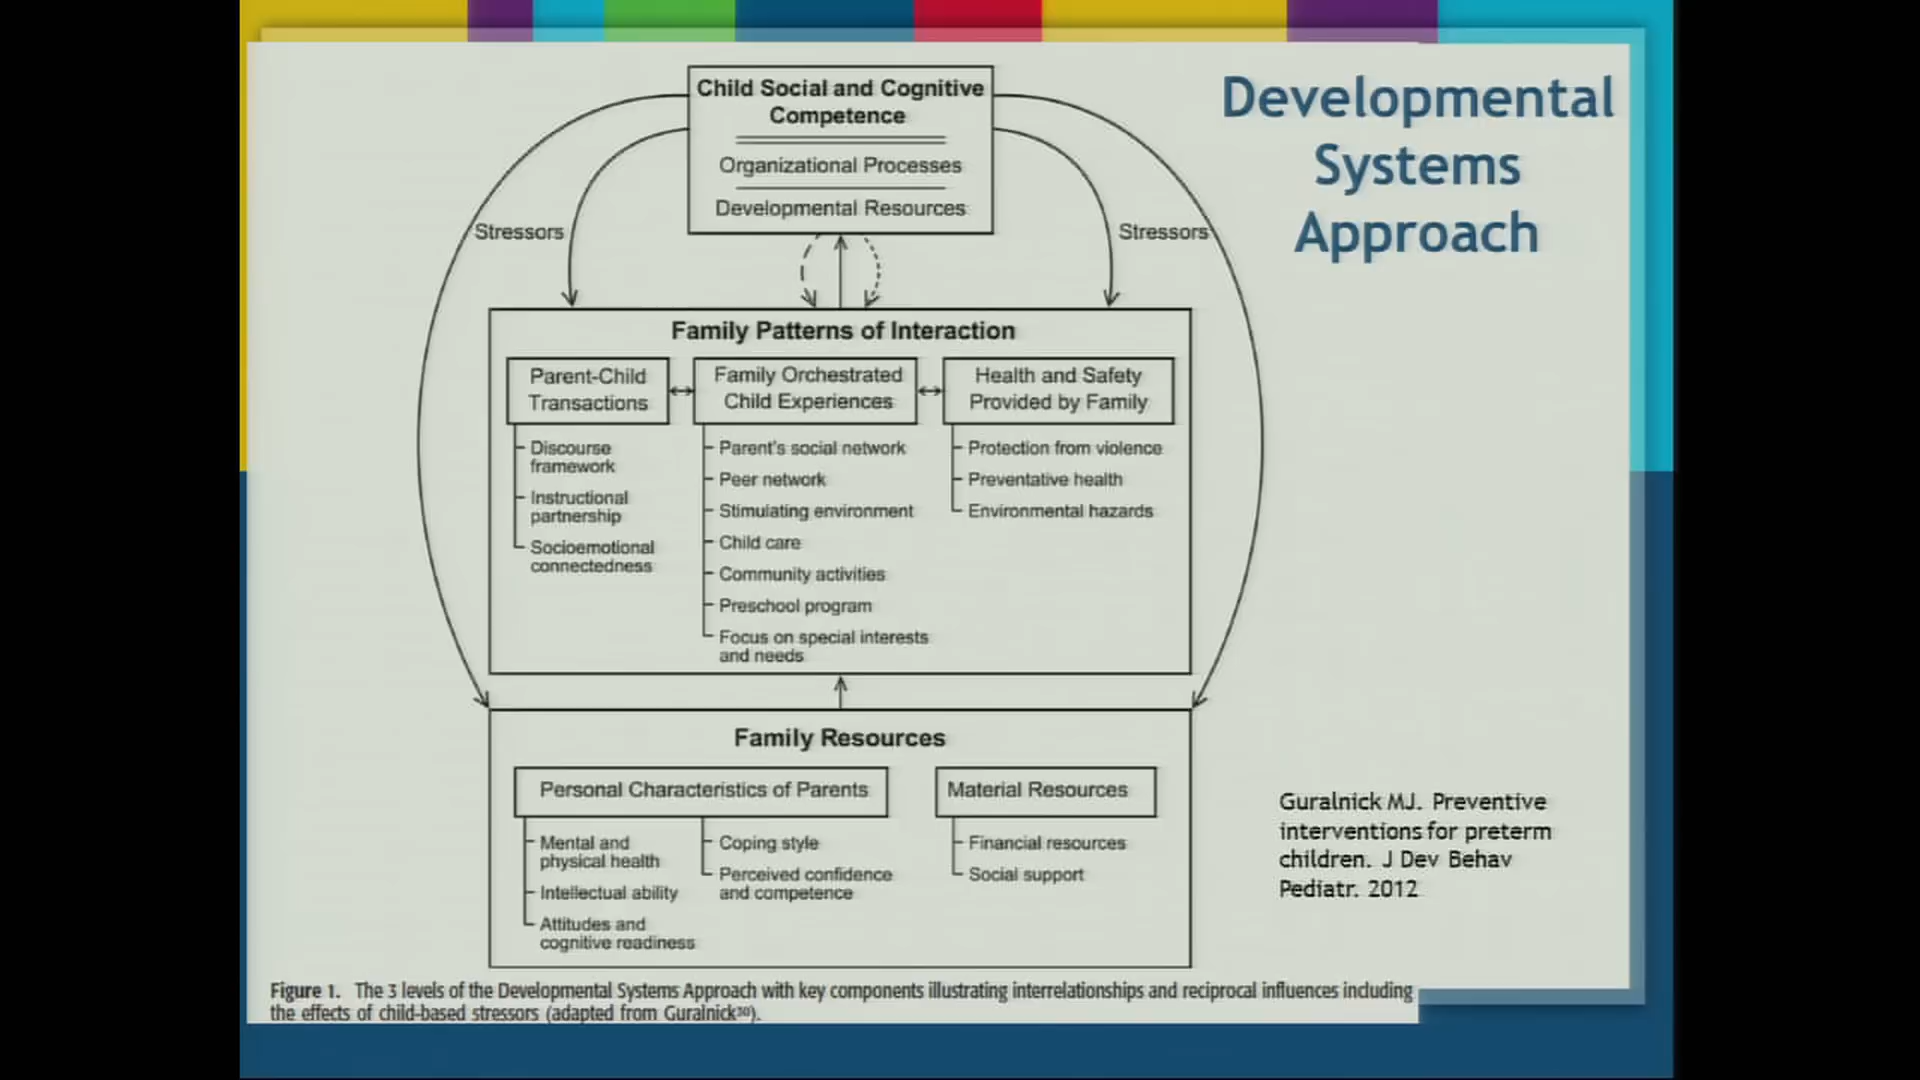 Developmental
Systems
Approach
Child Social and Cognitive
Competence
Organizational Processes
Developmental Resources
Stressors
Stressors
Family Patterns of Interaction
Parent-Child
Transactions
Discourse
framework
Instructional
partnership
Socioemotional
connectedness
Family Orchestrated
Child Experiences
Parent's social network
Peer network
Stimulating environment
Child care
Community activities
Preschool program
Focus on special interests
and needs
Health and Safety
Provided by Family
Protection from violence
Preventative health
Environmental hazards
Family Resources
Personal Characteristics of Parents
Mental and
physical health
Intellectual ability
Attitudes and
cognitive readiness
Coping style
Perceived confidence
and competence
Material Resources
Financial resources
Social support
Guralnick MJ. Preventive
interventions for preterm
children. J Dev Behav
Pediatr. 2012
Figure 1. The 3 levels of the Developmental Systems Approach with key components illustrating interrelationships and reciprocal influences including
the effects of child-based stressors (adapted from Guralnick³⁰).